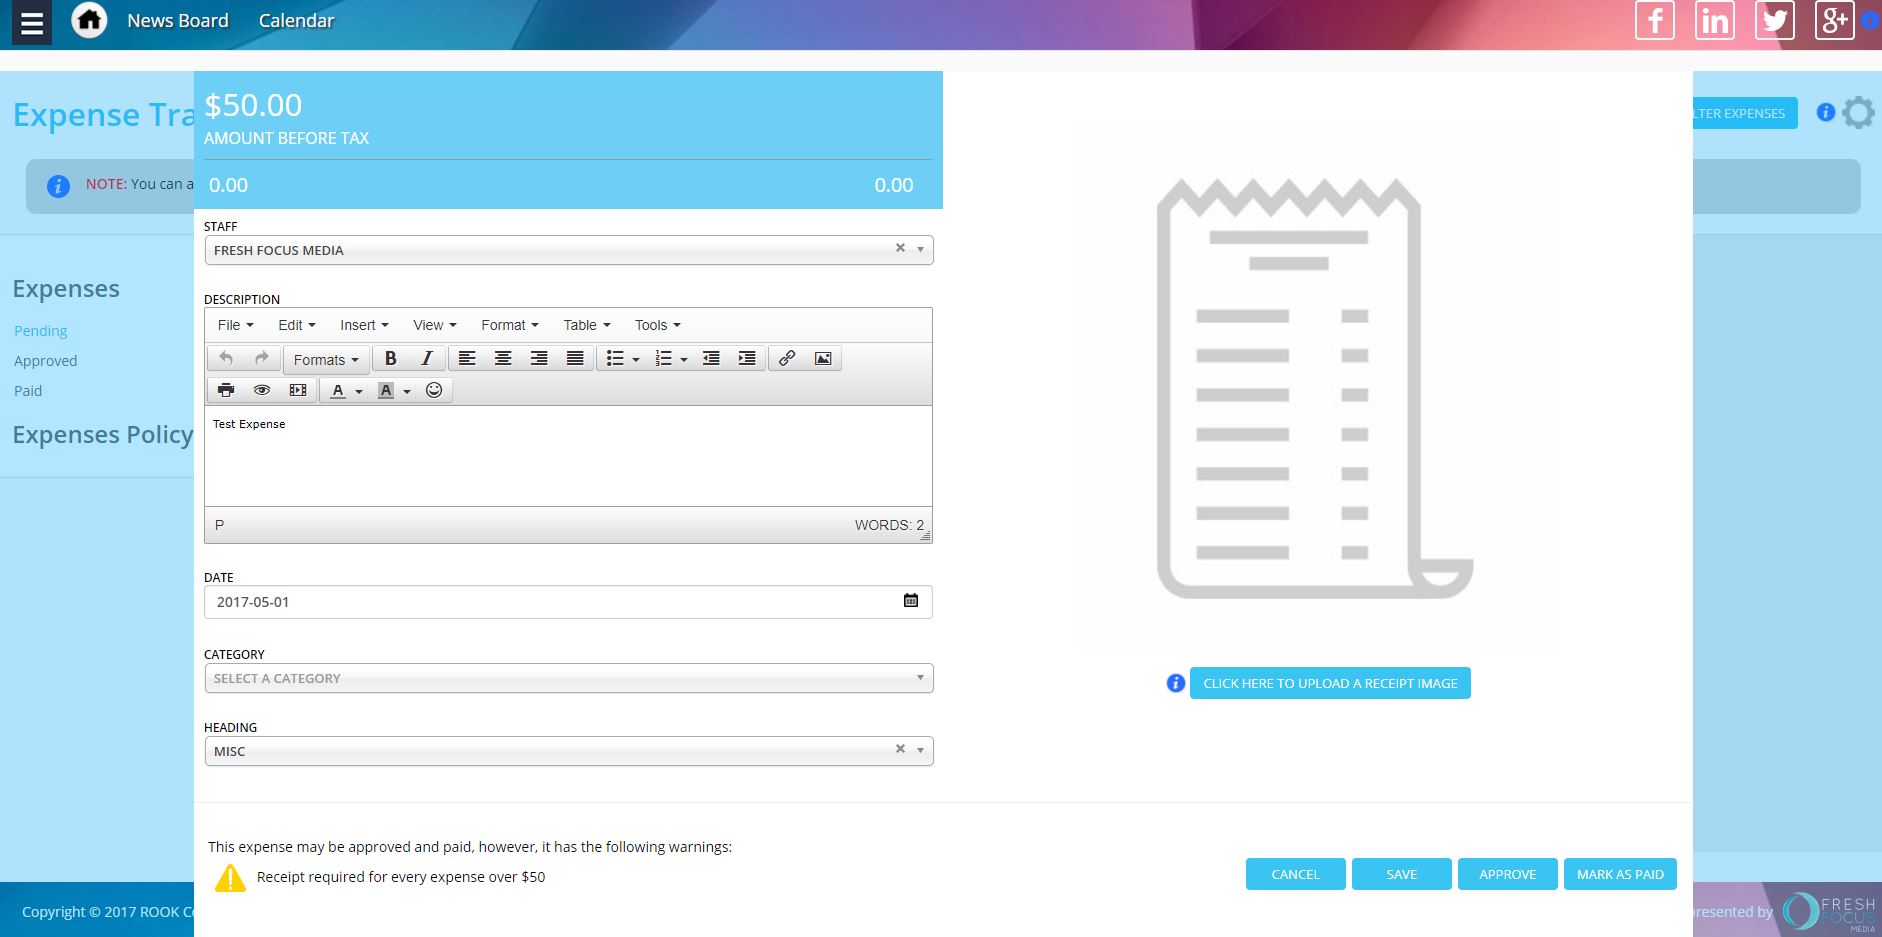 News Board Calendar
Expense Tra
$50.00
AMOUNT BEFORE TAX
0.00 0.00
LTER EXPENSES
NOTE: You can a
Expenses
Pending
Approved
Paid
Expenses Policy
STAFF
FRESH FOCUS MEDIA
DESCRIPTION
File Edit Insert View Format Table Tools
Formats B I
A A
Test Expense
P WORDS: 2
DATE
2017-05-01
CATEGORY
SELECT A CATEGORY
HEADING
MISC
CLICK HERE TO UPLOAD A RECEIPT IMAGE
This expense may be approved and paid, however, it has the following warnings:
Receipt required for every expense over $50
CANCEL SAVE APPROVE MARK AS PAID
Copyright © 2017 ROOK C
presented by
FRESH
FOCUS
MEDIA